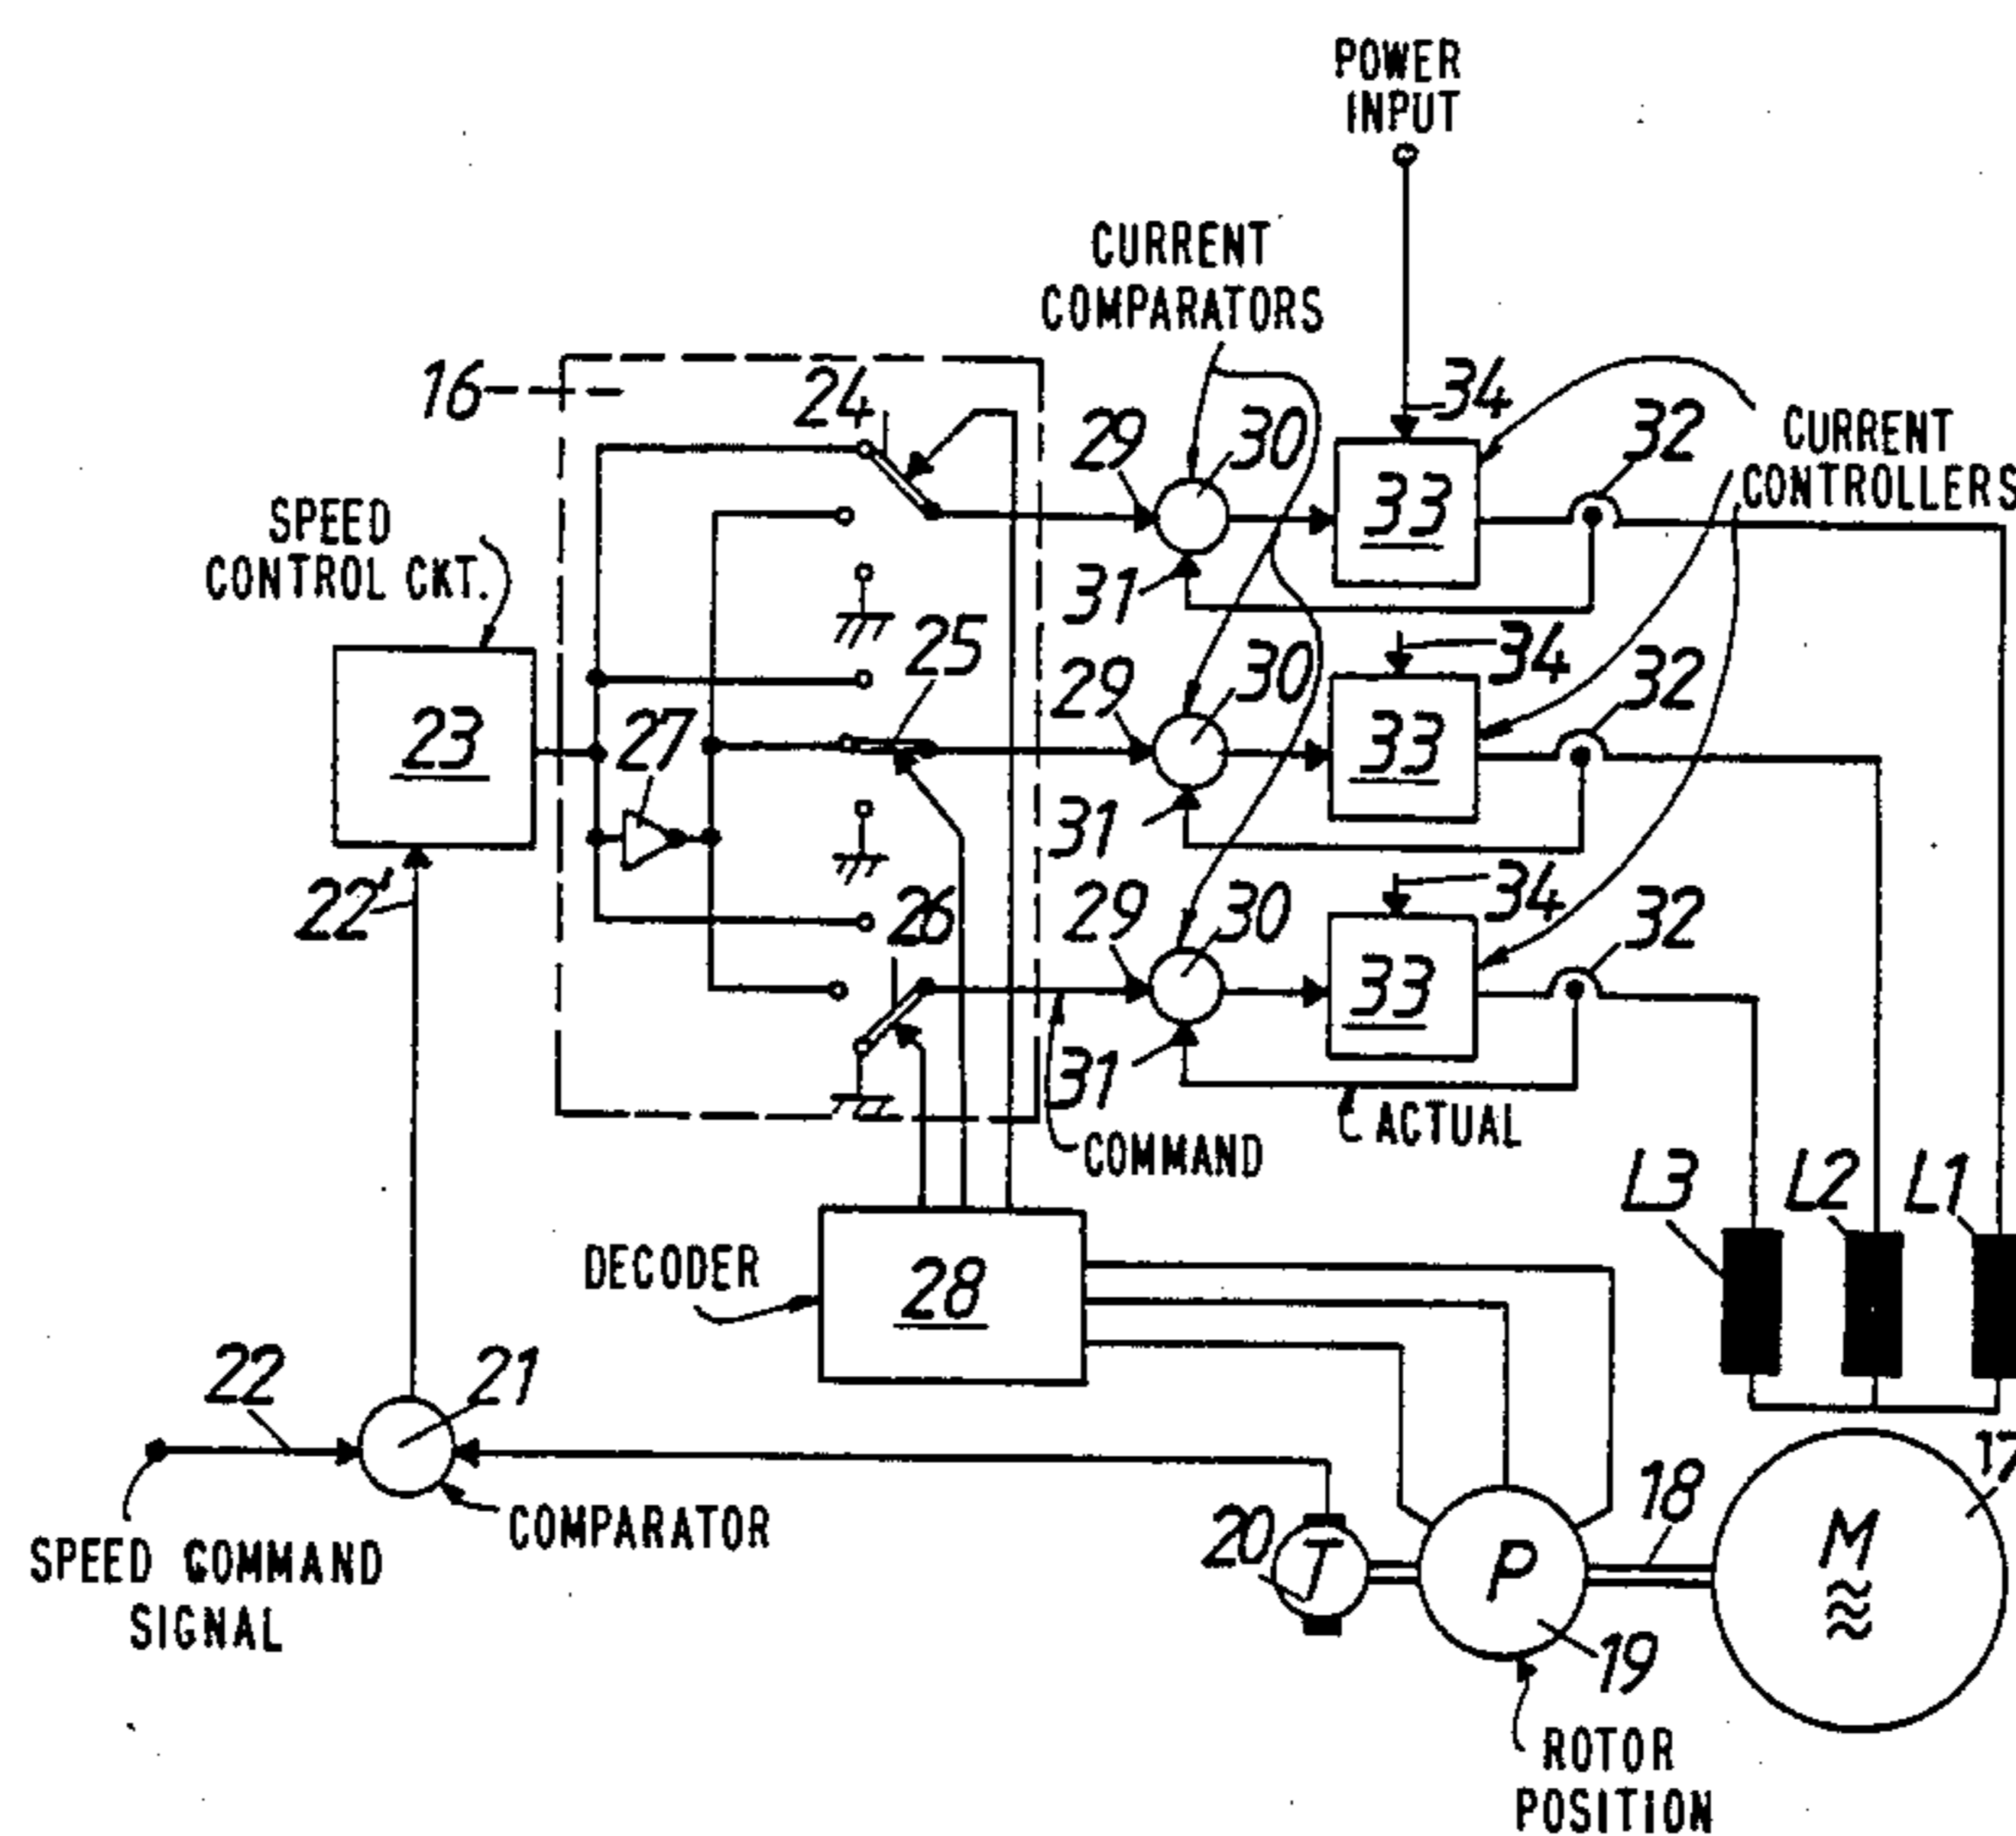 POWER
INPUT
CURRENT
COMPARATORS
16
24
34
29
30
33
32
CURRENT
CONTROLLERS
SPEED
CONTROL CKT.
31
25
34
29
30
33
32
23
27
31
26
34
29
30
33
32
22'
31
ACTUAL
COMMAND
L3
L2
L1
DECODER
28
22
21
17
18
M
COMPARATOR
20
T
P
SPEED COMMAND
SIGNAL
19
ROTOR
POSITION